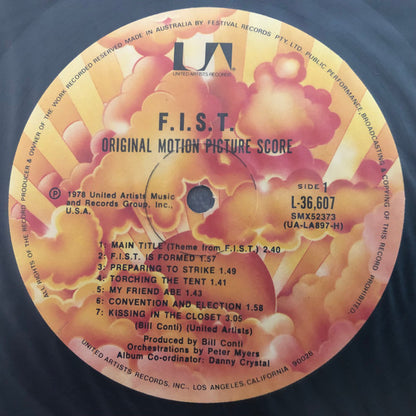 ALL RIGHTS OF THE RECORD PRODUCER & OWNER OF THE WORK RECORDED RESERVED MADE IN AUSTRALIA BY FESTIVAL RECORDS PTY. LTD. PUBLIC PERFORMANCE, BROADCASTING & COPYING OF THIS RECORD PROHIBITED.
UA
UNITED ARTISTS RECORDS
F.I.S.T.
ORIGINAL MOTION PICTURE SCORE
Ⓟ 1978 United Artists Music
and Records Group, Inc.,
U.S.A.
SIDE 1
L-36,607
SMX52373
(UA-LA897-H)
1: MAIN TITLE (Theme from F.I.S.T.) 2.40
2: F.I.S.T. IS FORMED 1.57
3: PREPARING TO STRIKE 1.49
4: TORCHING THE TENT 1.41
5: MY FRIEND ABE 1.43
6: CONVENTION AND ELECTION 1.58
7: KISSING IN THE CLOSET 3.05
(Bill Conti) (United Artists)
Produced by Bill Conti
Orchestrations by Peter Myers
Album Co-ordinator: Danny Crystal
UNITED ARTISTS RECORDS, INC., LOS ANGELES, CALIFORNIA 90028